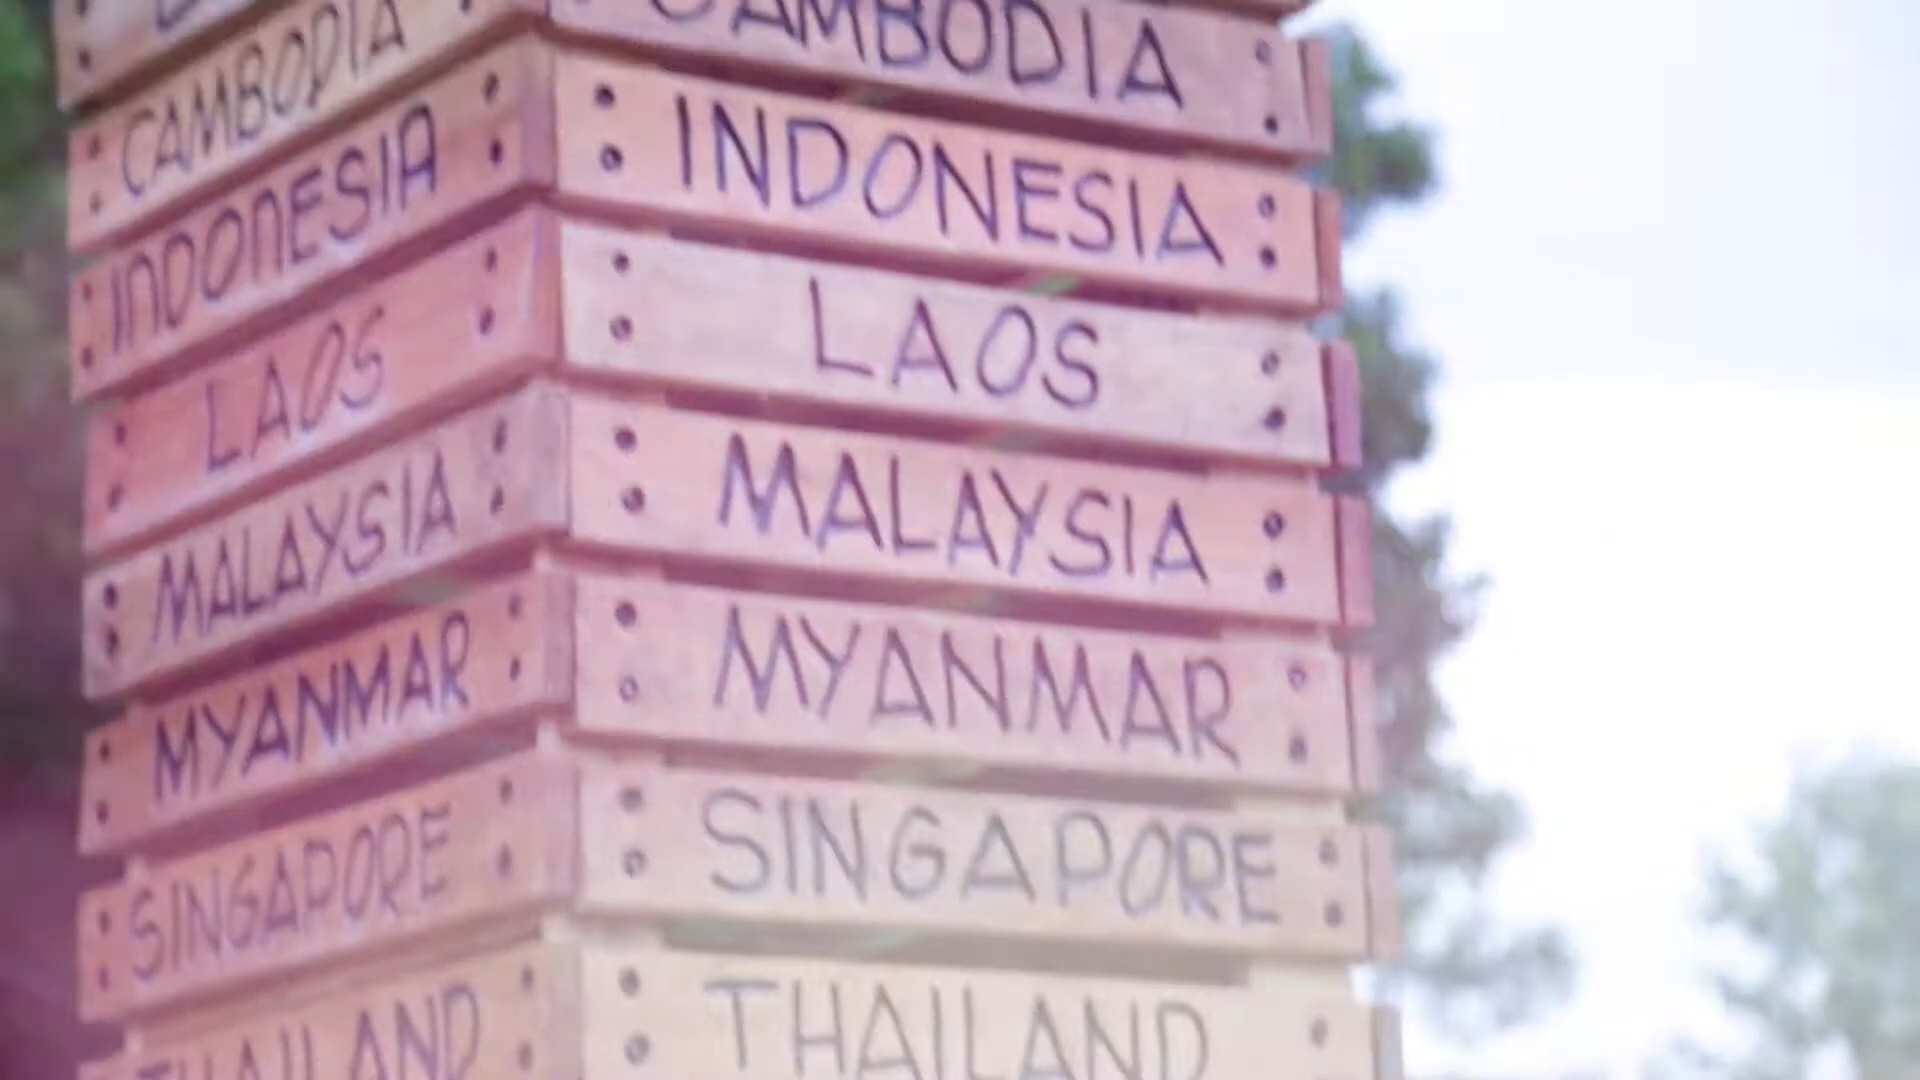 CAMBODIA
INDONESIA
LAOS
MALAYSIA
MYANMAR
SINGAPORE
THAILAND
CAMBODIA
INDONESIA
LAOS
MALAYSIA
MYANMAR
SINGAPORE
THAILAND